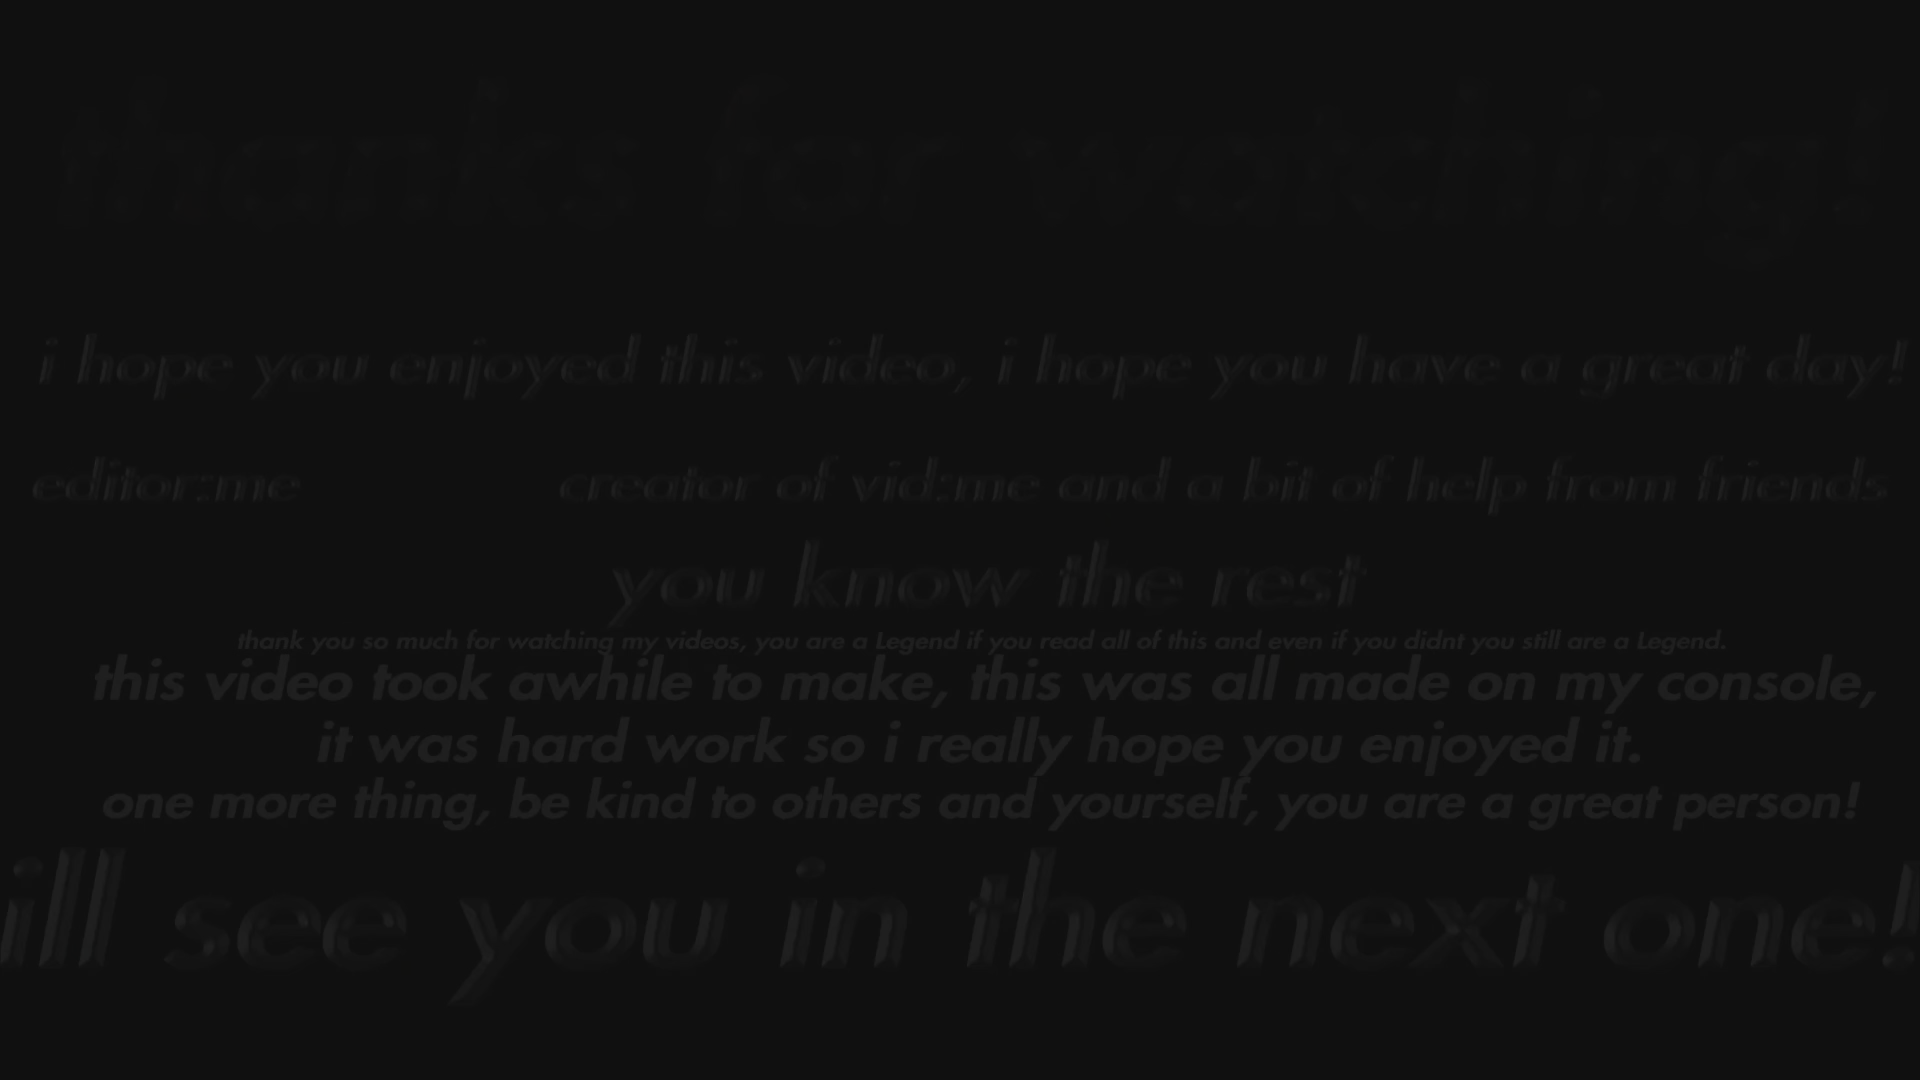 thanks for watching!
i hope you enjoyed this video, i hope you have a great day!
editor:me creator of vid:me and a bit of help from friends
you know the rest
thank you so much for watching my videos, you are a Legend if you read all of this and even if you didnt you still are a Legend.
this video took awhile to make, this was all made on my console,
it was hard work so i really hope you enjoyed it.
one more thing, be kind to others and yourself, you are a great person!
ill see you in the next one!